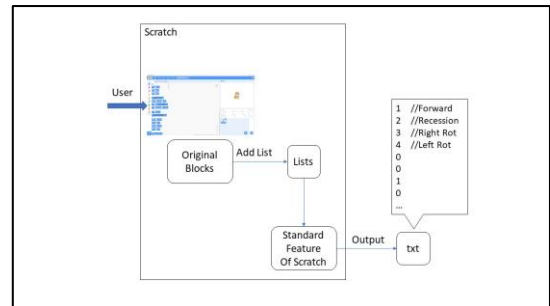 Scratch
User
Original
Blocks
Add List
Lists
Standard
Feature
Of Scratch
Output
txt
1 //Forward
2 //Recession
3 //Right Rot
4 //Left Rot
0
0
1
0
...